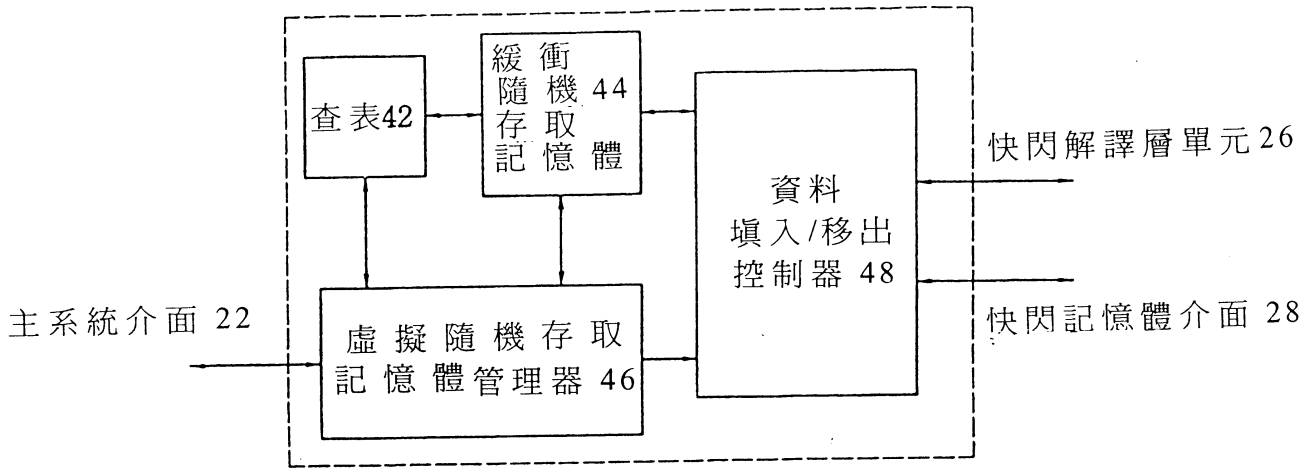 查表42
緩衝
隨機 44
存取
記憶體
資料
填入/移出
控制器 48
快閃解譯層單元26
快閃記憶體介面 28
主系統介面 22
虛擬隨機存取
記憶體管理器 46